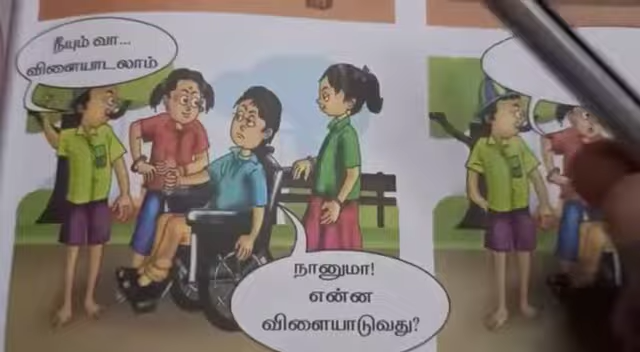 நீயும் வா...
விளையாடலாம்
நானுமா!
என்ன
விளையாடுவது?